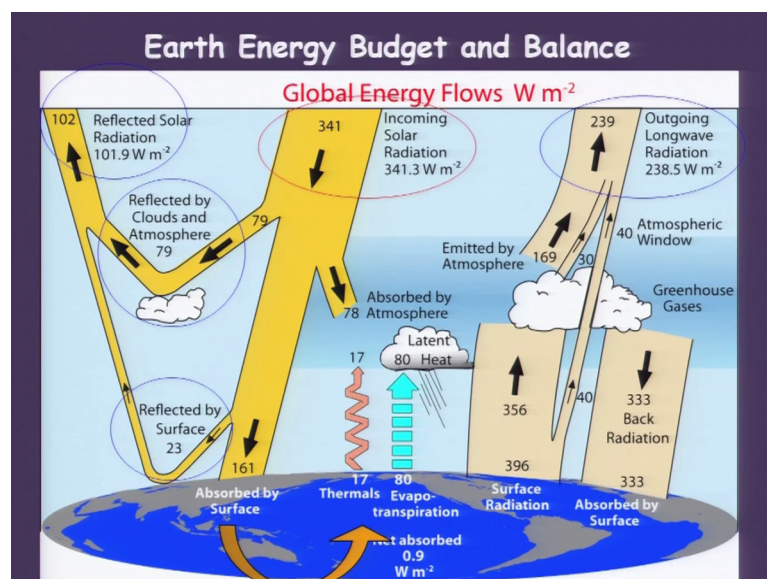 Earth Energy Budget and Balance
Global Energy Flows W m-2
102
Reflected Solar
Radiation
101.9 W m-2
341
Incoming
Solar
Radiation
341.3 W m-2
239
Outgoing
Longwave
Radiation
238.5 W m-2
Reflected by
Clouds and
Atmosphere
79
79
Emitted by
Atmosphere
169
30
40
Atmospheric
Window
Greenhouse
Gases
78
Absorbed by
Atmosphere
Latent
Heat
17
80
Reflected by
Surface
23
356
40
333
Back
Radiation
161
396
333
Absorbed by
Surface
17
Thermals
80
Evapo-
transpiration
Surface
Radiation
Absorbed by
Surface
Net absorbed
0.9
W m-2